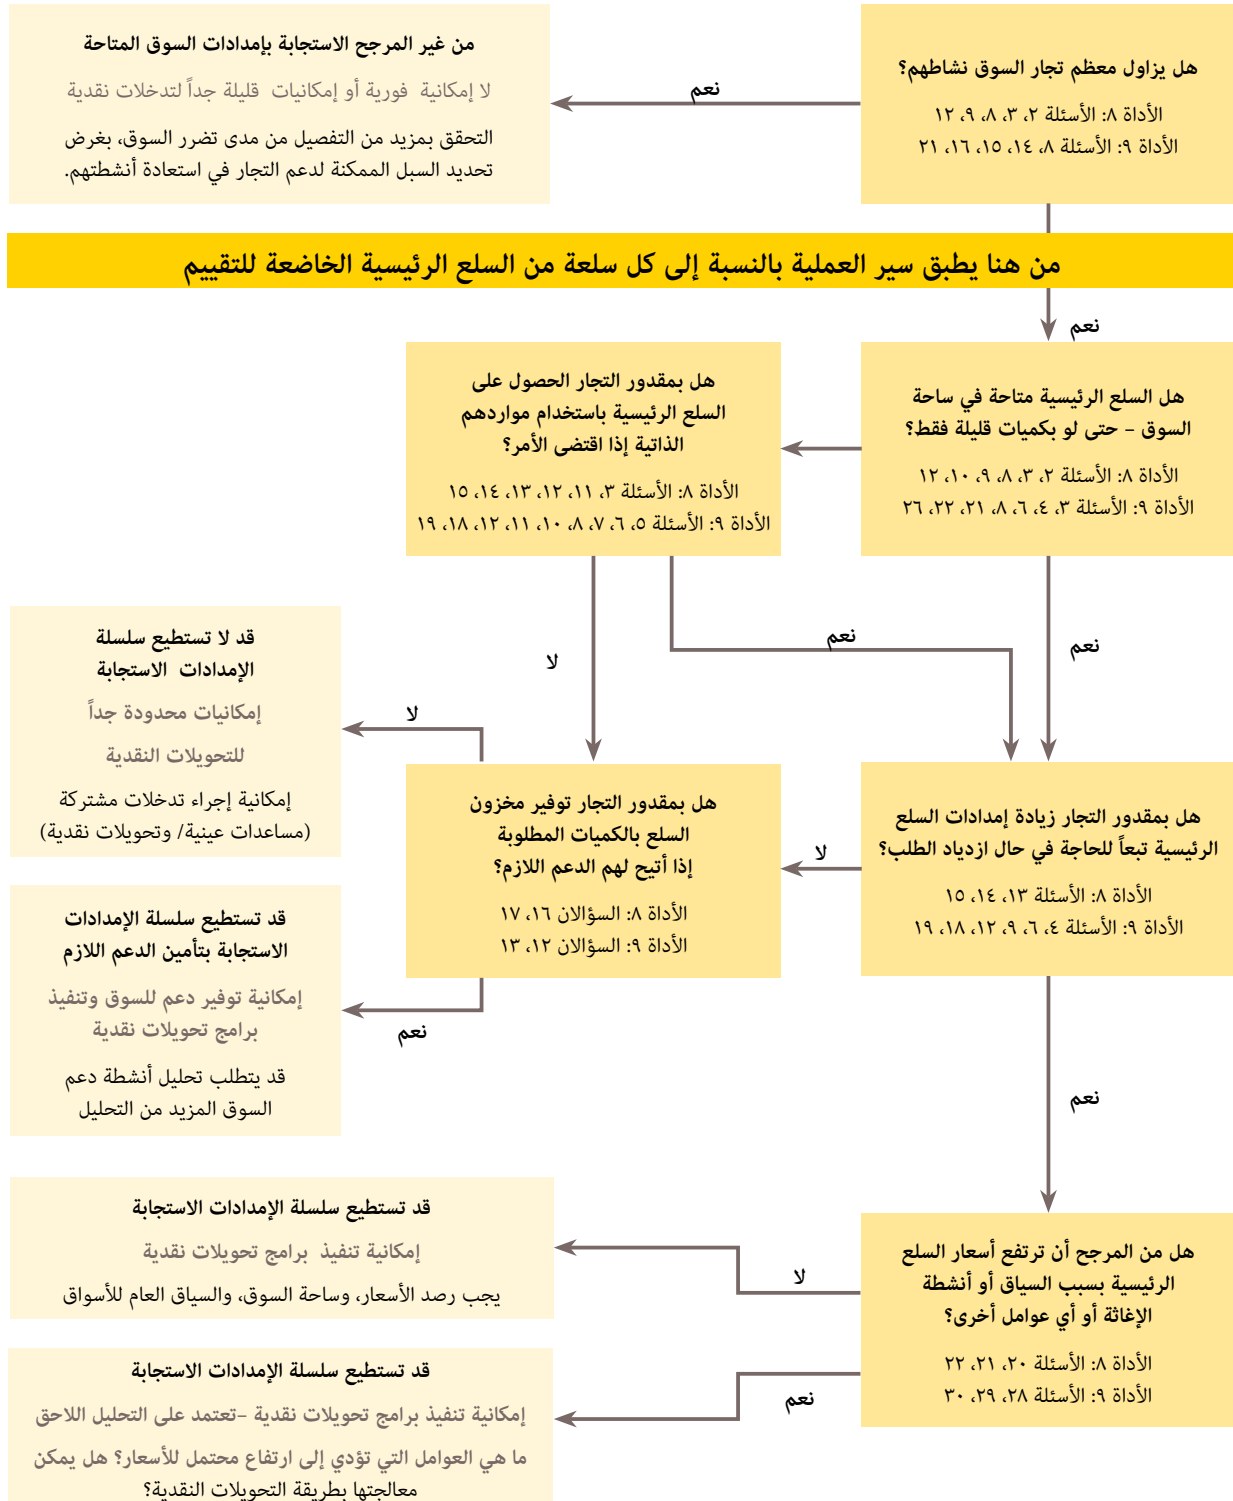 هل يزاول معظم تجار السوق نشاطهم؟
الأداة ٨: الأسئلة ٢، ٣، ٨، ٩، ١٢
الأداة ٩: الأسئلة ٨، ١٤، ١٥، ١٦، ٢١
نعم
من غير المرجح الاستجابة بإمدادات السوق المتاحة
لا إمكانية فورية أو إمكانيات قليلة جداً لتدخلات نقدية
التحقق بمزيد من التفصيل من مدى تضرر السوق، بغرض
تحديد السبل الممكنة لدعم التجار في استعادة أنشطتهم.
من هنا يطبق سير العملية بالنسبة إلى كل سلعة من السلع الرئيسية الخاضعة للتقييم
نعم
هل السلع الرئيسية متاحة في ساحة
السوق – حتى لو بكميات قليلة فقط؟
الأداة ٨: الأسئلة ٢، ٣، ٨، ٩، ١٠، ١٢
الأداة ٩: الأسئلة ٣، ٤، ٦، ٨، ٢١، ٢٢، ٢٦
هل بمقدور التجار الحصول على
السلع الرئيسية باستخدام مواردهم
الذاتية إذا اقتضى الأمر؟
الأداة ٨: الأسئلة ٣، ١١، ١٢، ١٣، ١٤، ١٥
الأداة ٩: الأسئلة ٥، ٦، ٧، ٨، ١٠، ١١، ١٢، ١٨، ١٩
نعم
نعم
لا
لا
قد لا تستطيع سلسلة
الإمدادات الاستجابة
إمكانيات محدودة جداً
للتحويلات النقدية
إمكانية إجراء تدخلات مشتركة
(مساعدات عينية/ وتحويلات نقدية)
هل بمقدور التجار زيادة إمدادات السلع
الرئيسية تبعاً للحاجة في حال ازدياد الطلب؟
الأداة ٨: الأسئلة ١٣، ١٤، ١٥
الأداة ٩: الأسئلة ٤، ٦، ٩، ١٢، ١٨، ١٩
لا
هل بمقدور التجار توفير مخزون
السلع بالكميات المطلوبة
إذا أتيح لهم الدعم اللازم؟
الأداة ٨: السؤالان ١٦، ١٧
الأداة ٩: السؤالان ١٢، ١٣
نعم
قد تستطيع سلسلة الإمدادات
الاستجابة بتأمين الدعم اللازم
إمكانية توفير دعم للسوق وتنفيذ
برامج تحويلات نقدية
قد يتطلب تحليل أنشطة دعم
السوق المزيد من التحليل
نعم
هل من المرجح أن ترتفع أسعار السلع
الرئيسية بسبب السياق أو أنشطة
الإغاثة أو أي عوامل أخرى؟
الأداة ٨: الأسئلة ٢٠، ٢١، ٢٢
الأداة ٩: الأسئلة ٢٨، ٢٩، ٣٠
لا
قد تستطيع سلسلة الإمدادات الاستجابة
إمكانية تنفيذ برامج تحويلات نقدية
يجب رصد الأسعار، وساحة السوق، والسياق العام للأسواق
نعم
قد تستطيع سلسلة الإمدادات الاستجابة
إمكانية تنفيذ برامج تحويلات نقدية –تعتمد على التحليل اللاحق
ما هي العوامل التي تؤدي إلى ارتفاع محتمل للأسعار؟ هل يمكن
معالجتها بطريقة التحويلات النقدية؟